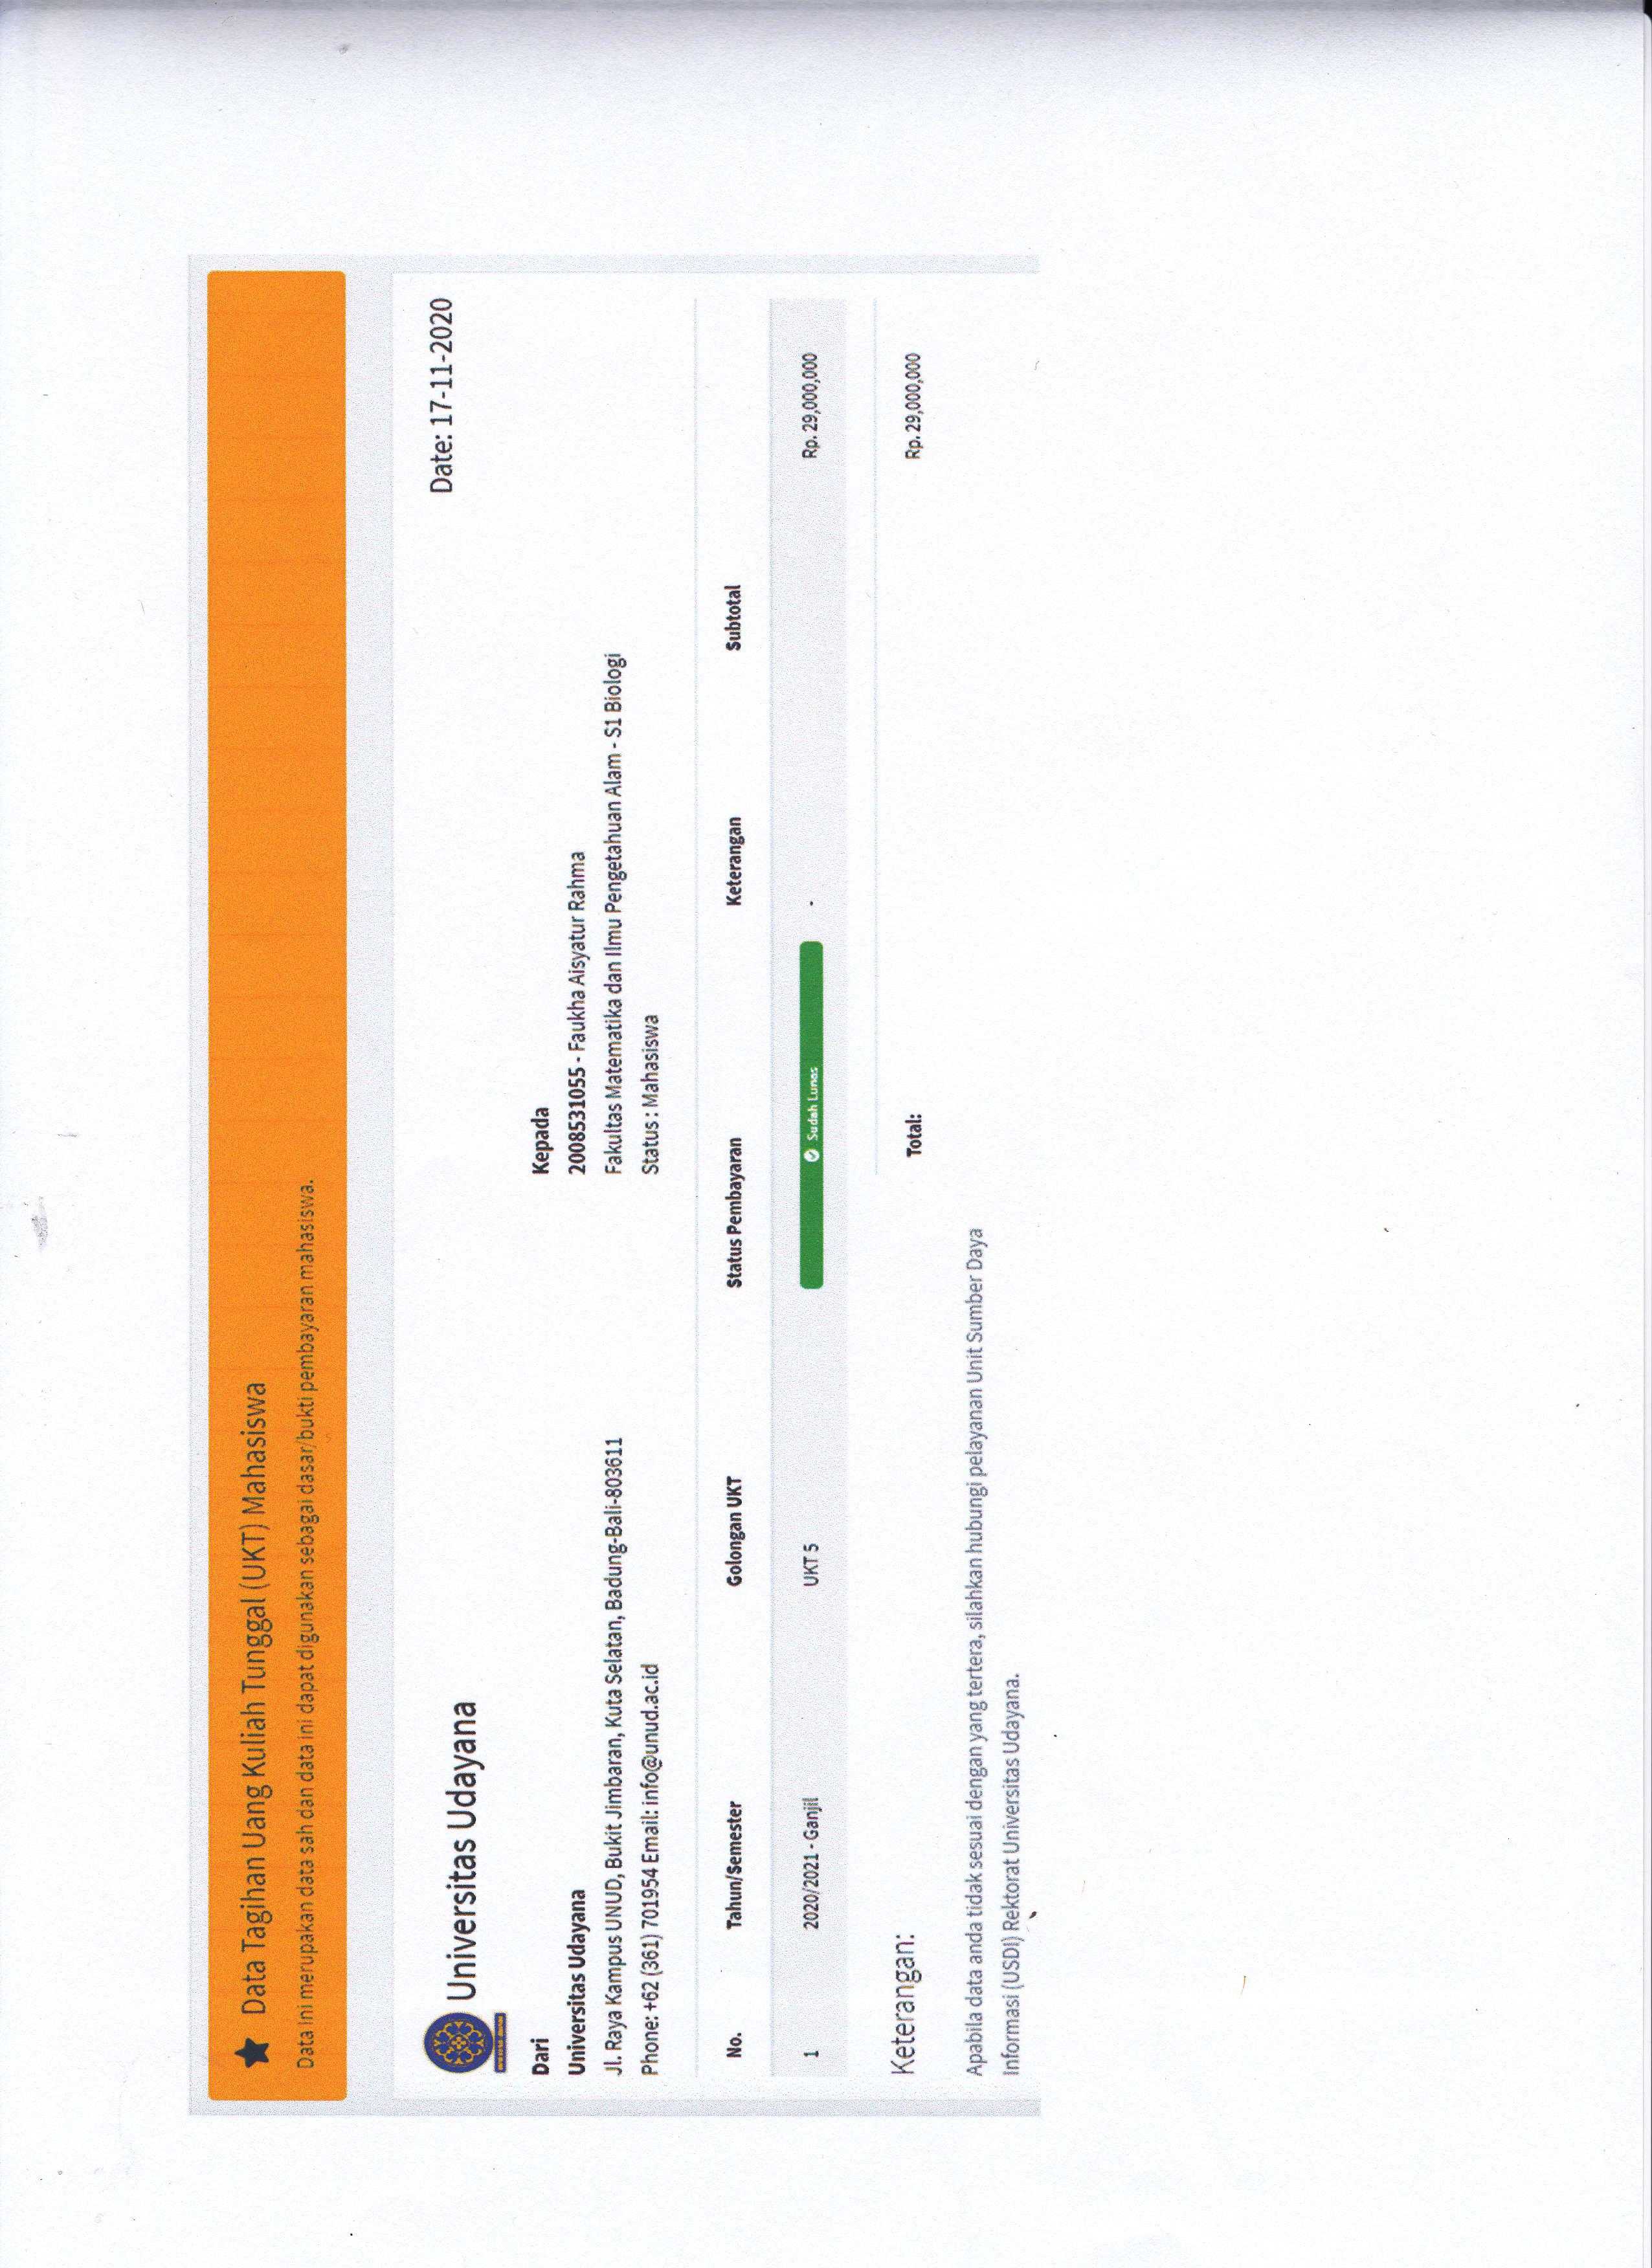 Data Tagihan Uang Kuliah Tunggal (UKT) Mahasiswa
Data ini merupakan data sah dan data ini dapat digunakan sebagai dasar/bukti pembayaran mahasiswa.
Universitas Udayana
Date: 17-11-2020
Dari
Universitas Udayana
Jl. Raya Kampus UNUD, Bukit Jimbaran, Kuta Selatan, Badung-Bali-803611
Phone: +62 (361) 701954 Email: info@unud.ac.id
Kepada
2008531055 - Faukha Aisyatur Rahma
Fakultas Matematika dan Ilmu Pengetahuan Alam - S1 Biologi
Status : Mahasiswa
No. Tahun/Semester Golongan UKT Status Pembayaran Keterangan Subtotal
1 2020/2021 - Ganjil UKT 5 Sudah Lunas - Rp. 29,000,000
Keterangan:
Total: Rp. 29,000,000
Apabila data anda tidak sesuai dengan yang tertera, silahkan hubungi pelayanan Unit Sumber Daya
Informasi (USDI) Rektorat Universitas Udayana.